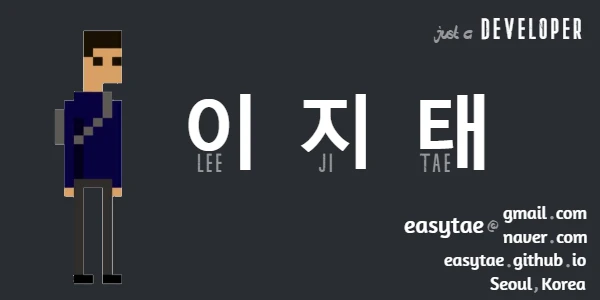 just a DEVELOPER
이 지 태
LEE JI TAE
easytae@ gmail.com
naver.com
easytae.github.io
Seoul, Korea